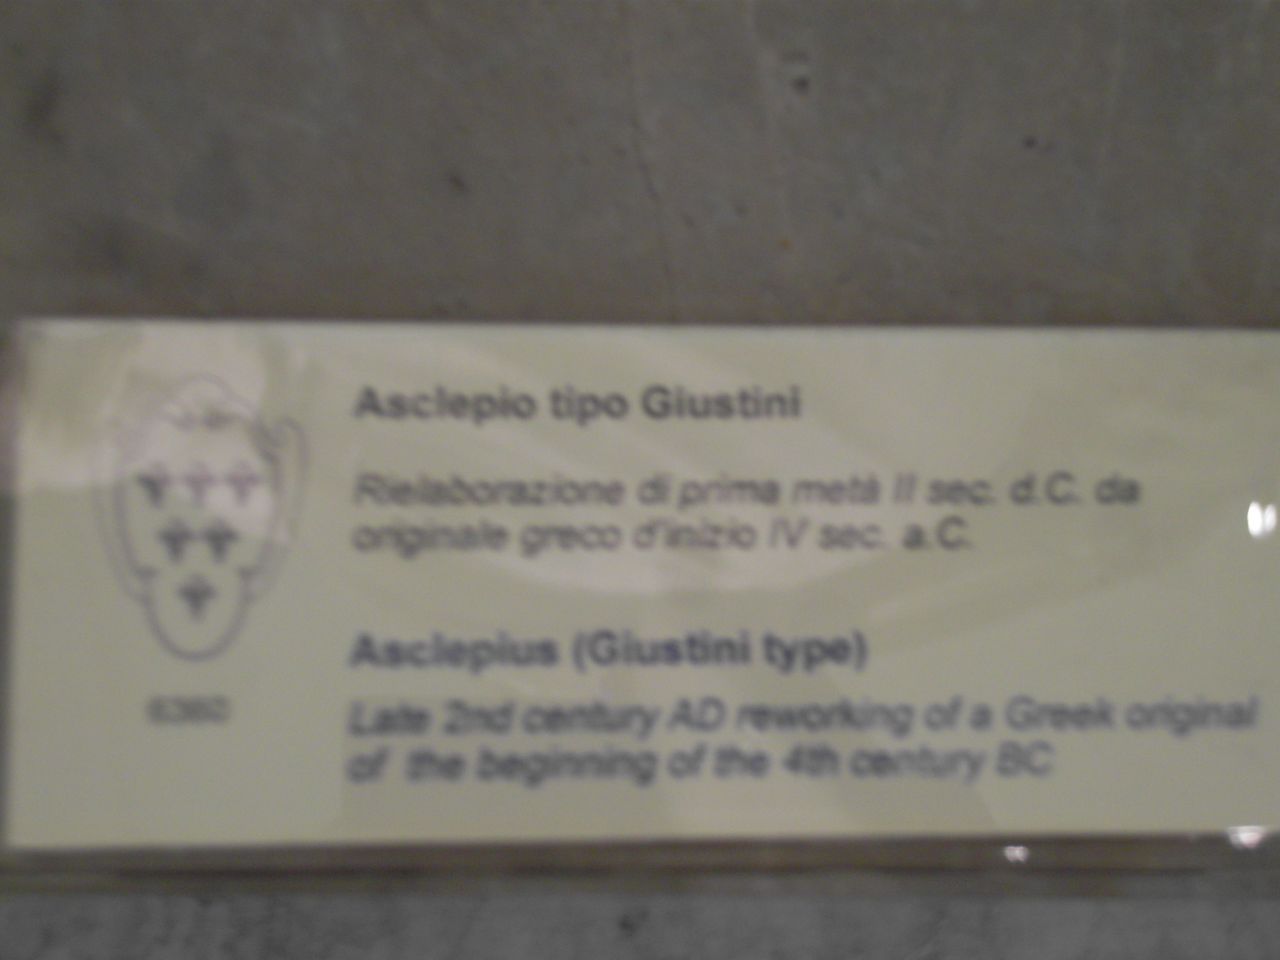 Asclepio tipo Giustini
Rielaborazione di prima metà II sec. d.C. da
originale greco d'inizio IV sec. a.C.
Asclepius (Giustini type)
Late 2nd century AD reworking of a Greek original
of the beginning of the 4th century BC
6360